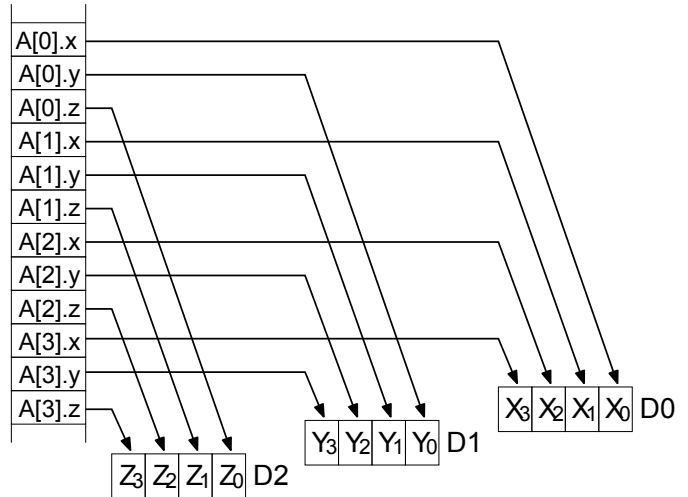 A[0].x
A[0].y
A[0].z
A[1].x
A[1].y
A[1].z
A[2].x
A[2].y
A[2].z
A[3].x
A[3].y
A[3].z
X₃ X₂ X₁ X₀ D0
Y₃ Y₂ Y₁ Y₀ D1
Z₃ Z₂ Z₁ Z₀ D2